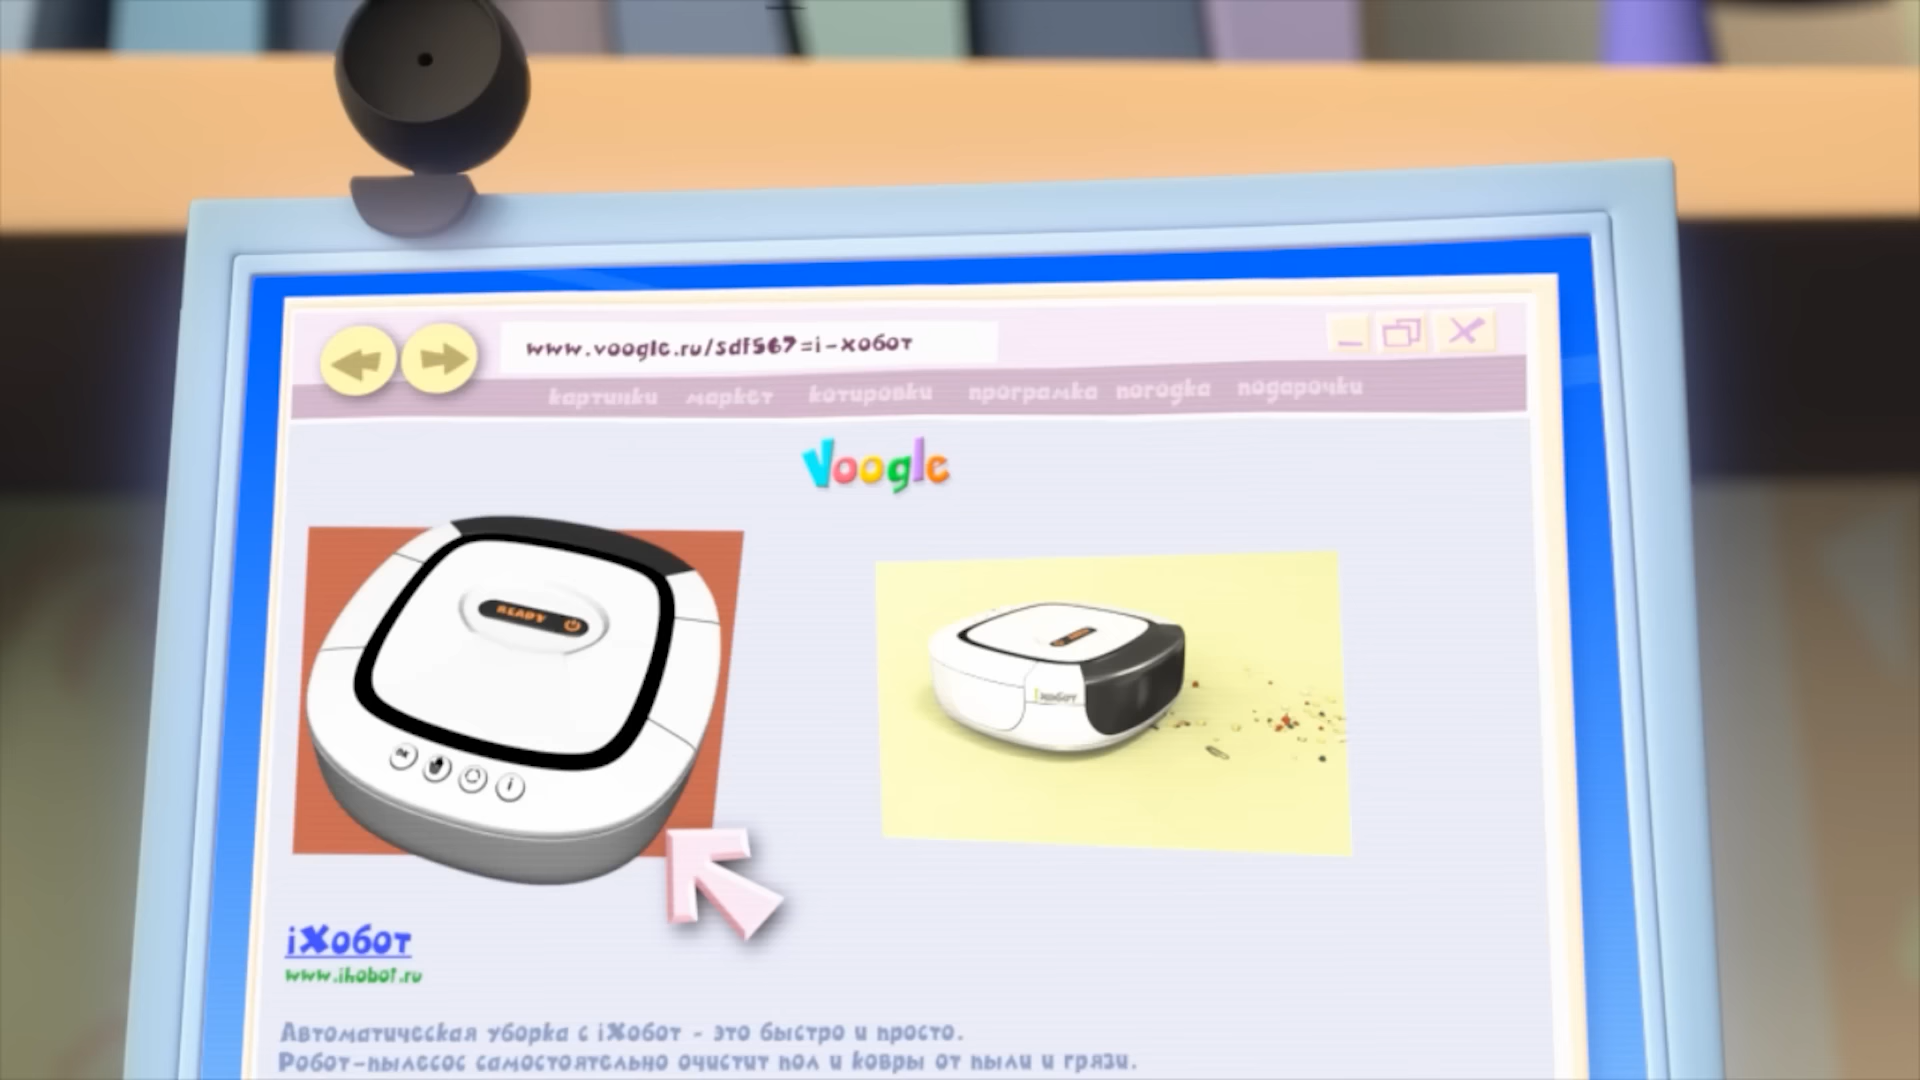 www.voogle.ru/sdf567=i-хобот
картинки маркет котировки програмка погодка подарочки
Voogle
READY
OK
i
iхобот
iХобот
www.ihobot.ru
Автоматическая уборка с iХобот - это быстро и просто.
Робот-пылесос самостоятельно очистит пол и ковры от пыли и грязи.